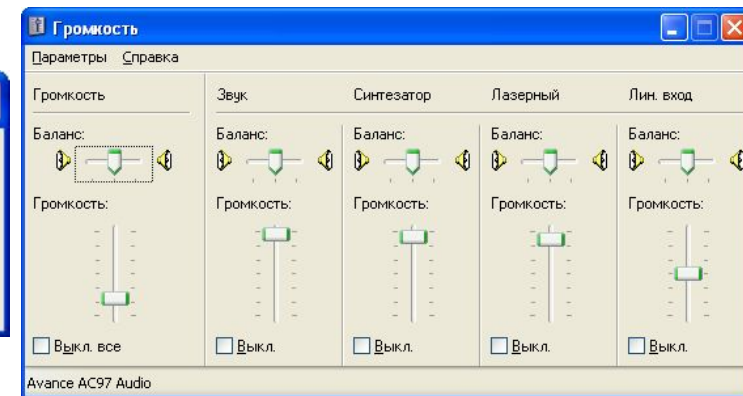 Громкость
Параметры Справка
Громкость Звук Синтезатор Лазерный Лин. вход
Баланс: Баланс: Баланс: Баланс: Баланс:
Громкость: Громкость: Громкость: Громкость: Громкость:
Выкл. все Выкл. Выкл. Выкл. Выкл.
Avance AC97 Audio